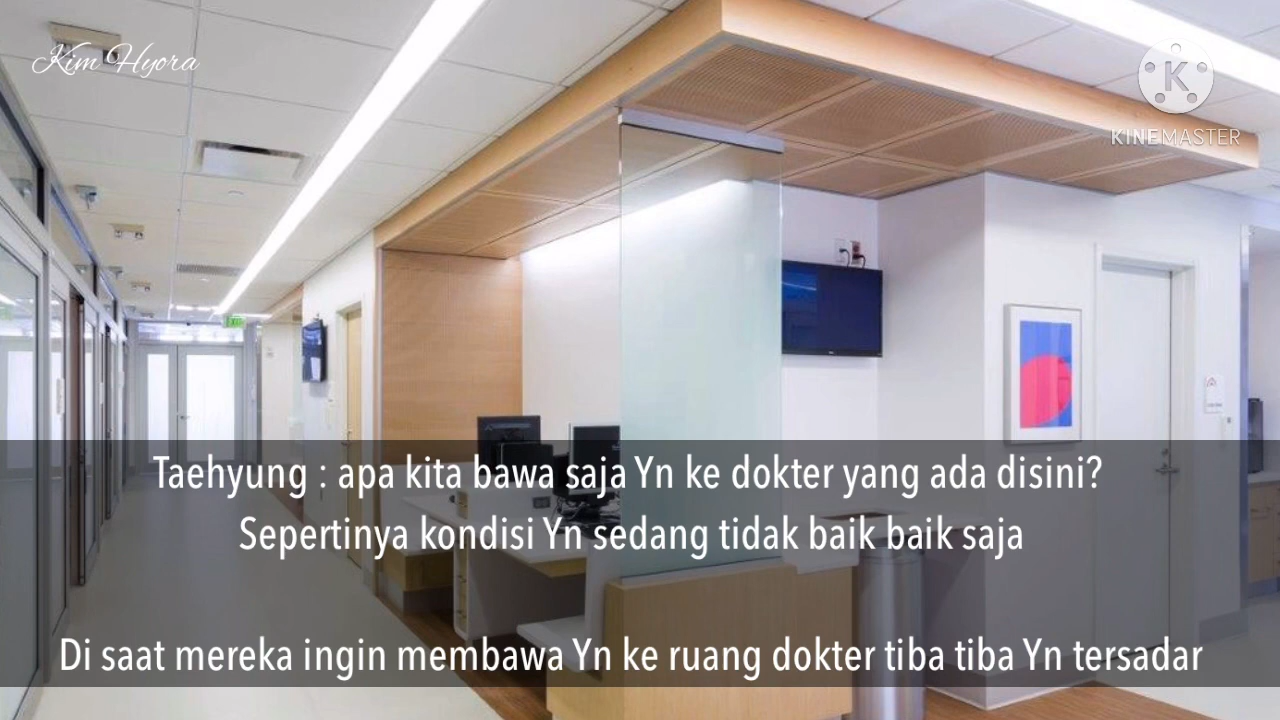 Kim Hyora
K
KINEMASTER
EXIT
Taehyung : apa kita bawa saja Yn ke dokter yang ada disini?
Sepertinya kondisi Yn sedang tidak baik baik saja
Di saat mereka ingin membawa Yn ke ruang dokter tiba tiba Yn tersadar